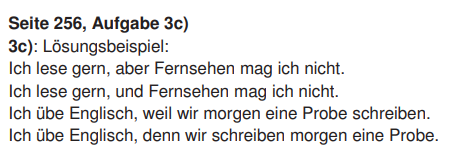 Seite 256, Aufgabe 3c)
3c): Lösungsbeispiel:
Ich lese gern, aber Fernsehen mag ich nicht.
Ich lese gern, und Fernsehen mag ich nicht.
Ich übe Englisch, weil wir morgen eine Probe schreiben.
Ich übe Englisch, denn wir schreiben morgen eine Probe.